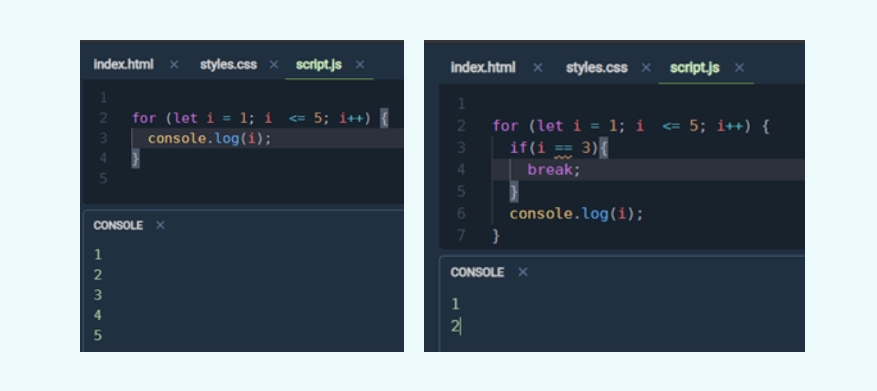 index.html × styles.css × script.js ×
1
2 for (let i = 1; i <= 5; i++) {
3 console.log(i);
4 }
5
CONSOLE ×
1
2
3
4
5
index.html × styles.css × script.js ×
1
2 for (let i = 1; i <= 5; i++) {
3 if(i == 3){
4 break;
5 }
6 console.log(i);
7 }
CONSOLE ×
1
2